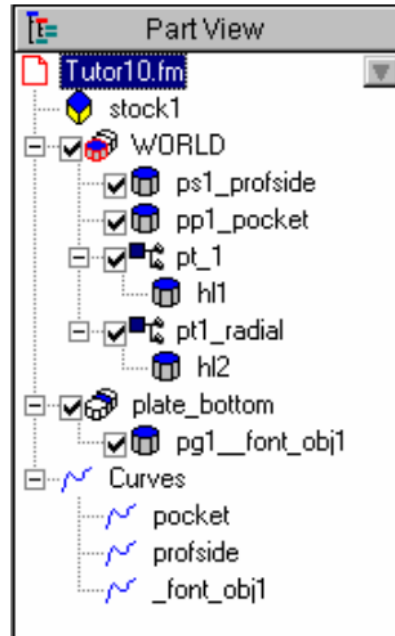 Part View
Tutor10.fm
stock1
WORLD
ps1_profside
pp1_pocket
pt_1
hl1
pt1_radial
hl2
plate_bottom
pg1__font_obj1
Curves
pocket
profside
_font_obj1